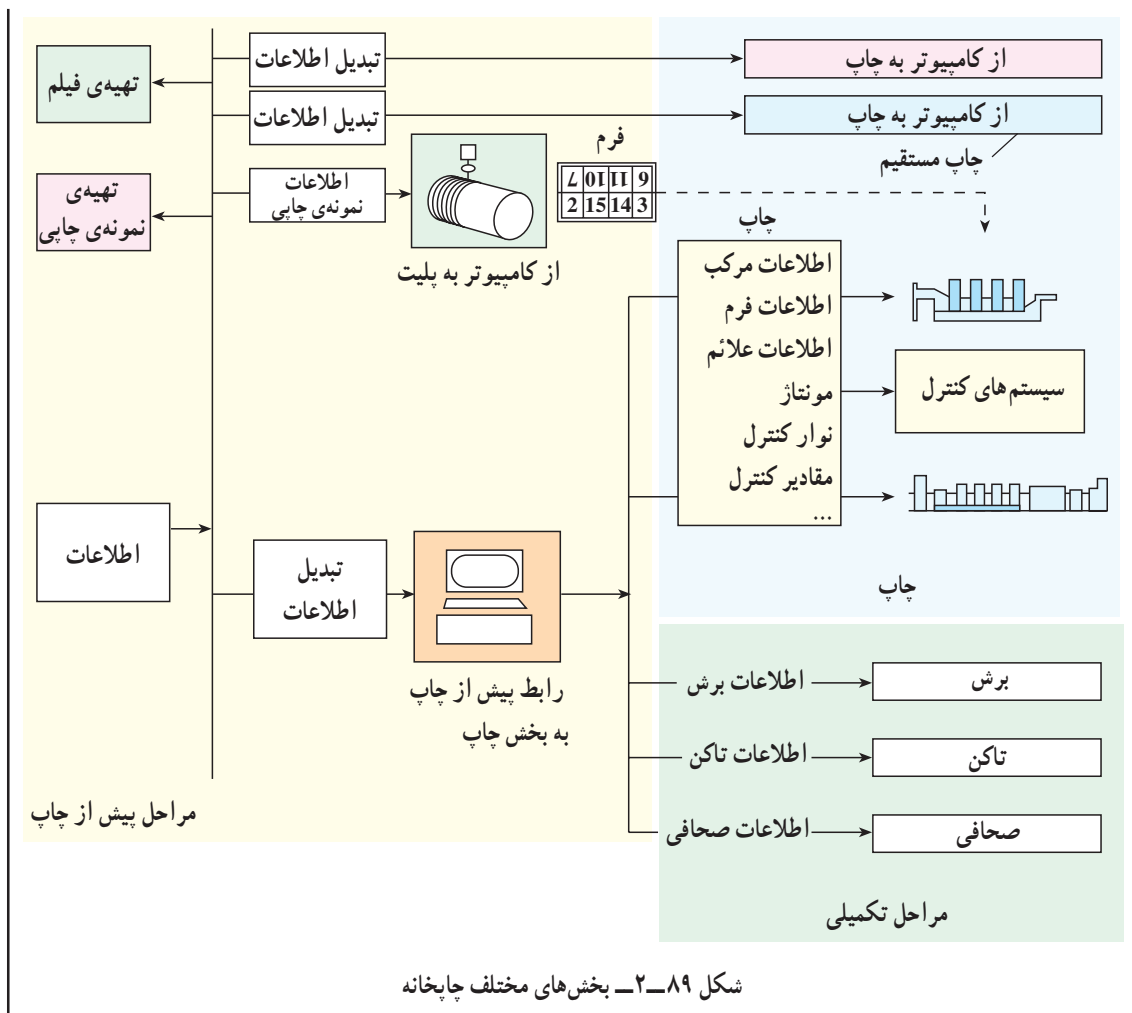 تبدیل اطلاعات
از کامپیوتر به چاپ
تهیه‌ی فیلم
تبدیل اطلاعات
از کامپیوتر به چاپ
چاپ مستقیم
فرم
اطلاعات
نمونه‌ی چاپی
7 10 11 6
2 15 14 3
تهیه‌ی
نمونه‌ی چاپی
از کامپیوتر به پلیت
چاپ
اطلاعات مرکب
اطلاعات فرم
اطلاعات علائم
مونتاژ
نوار کنترل
مقادیر کنترل
...
سیستم‌های کنترل
چاپ
اطلاعات
تبدیل
اطلاعات
رابط پیش از چاپ
به بخش چاپ
اطلاعات برش
برش
اطلاعات تاکن
تاکن
اطلاعات صحافی
صحافی
مراحل پیش از چاپ
مراحل تکمیلی
شکل ۸۹ــ۲ــ بخش‌های مختلف چاپخانه